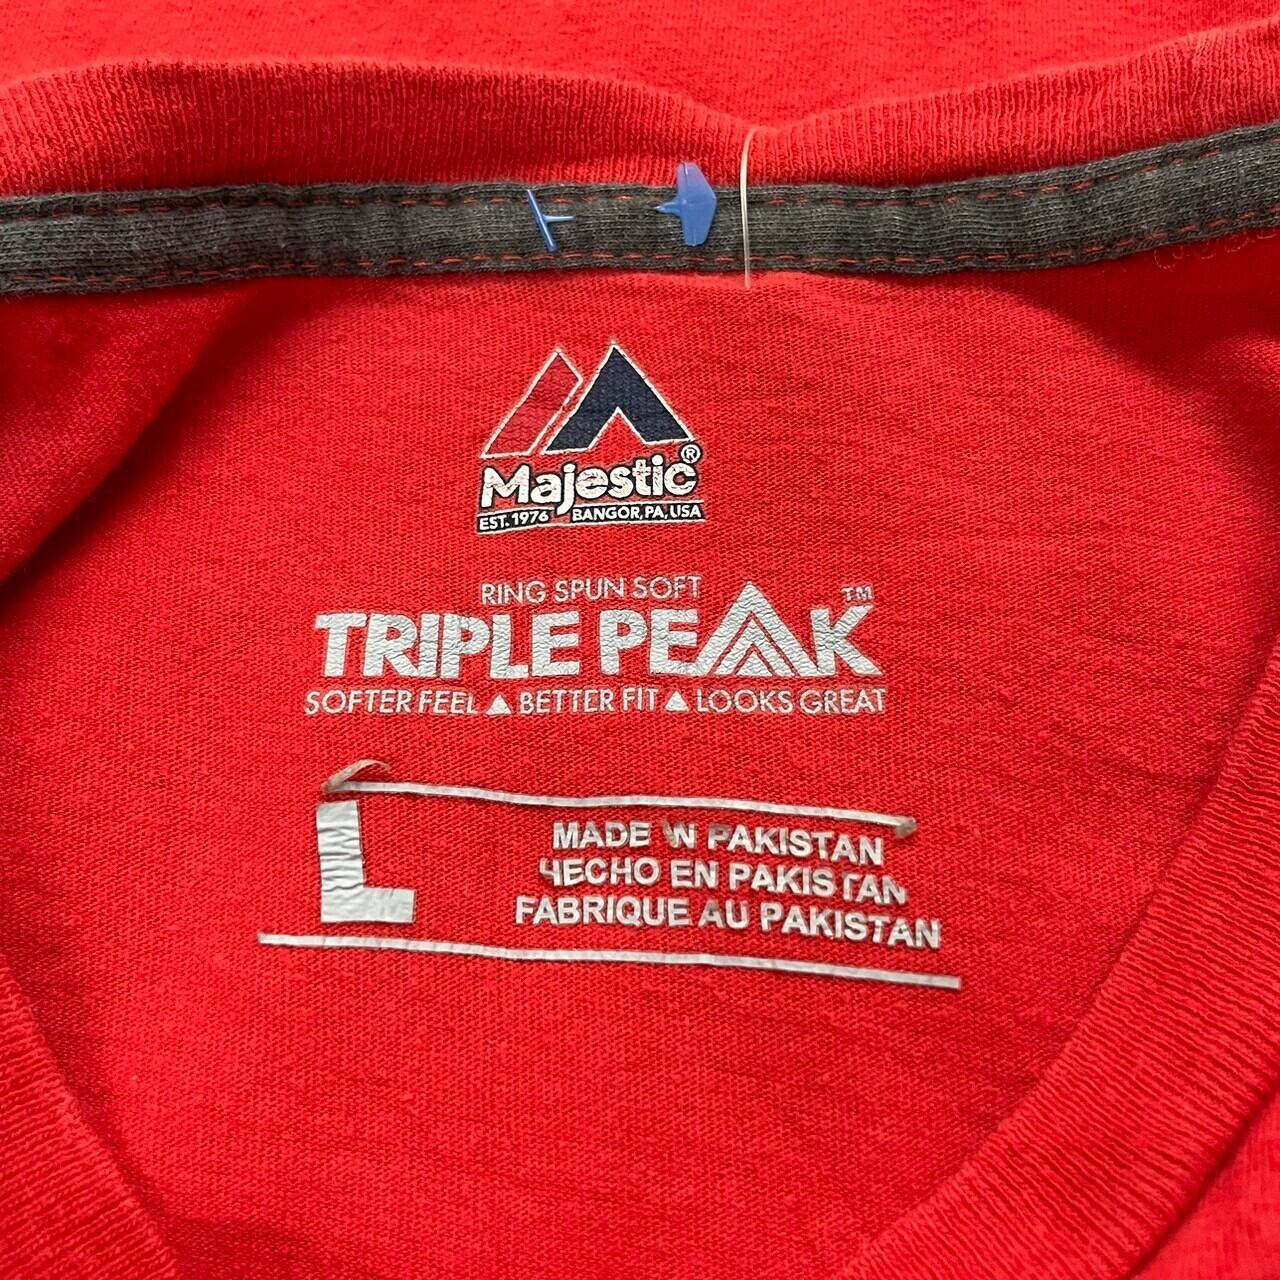 Majestic®
EST. 1976 BANGOR, PA, USA
RING SPUN SOFT
TRIPLE PEAK™
SOFTER FEEL ▲ BETTER FIT ▲ LOOKS GREAT
L
MADE IN PAKISTAN
HECHO EN PAKISTAN
FABRIQUE AU PAKISTAN